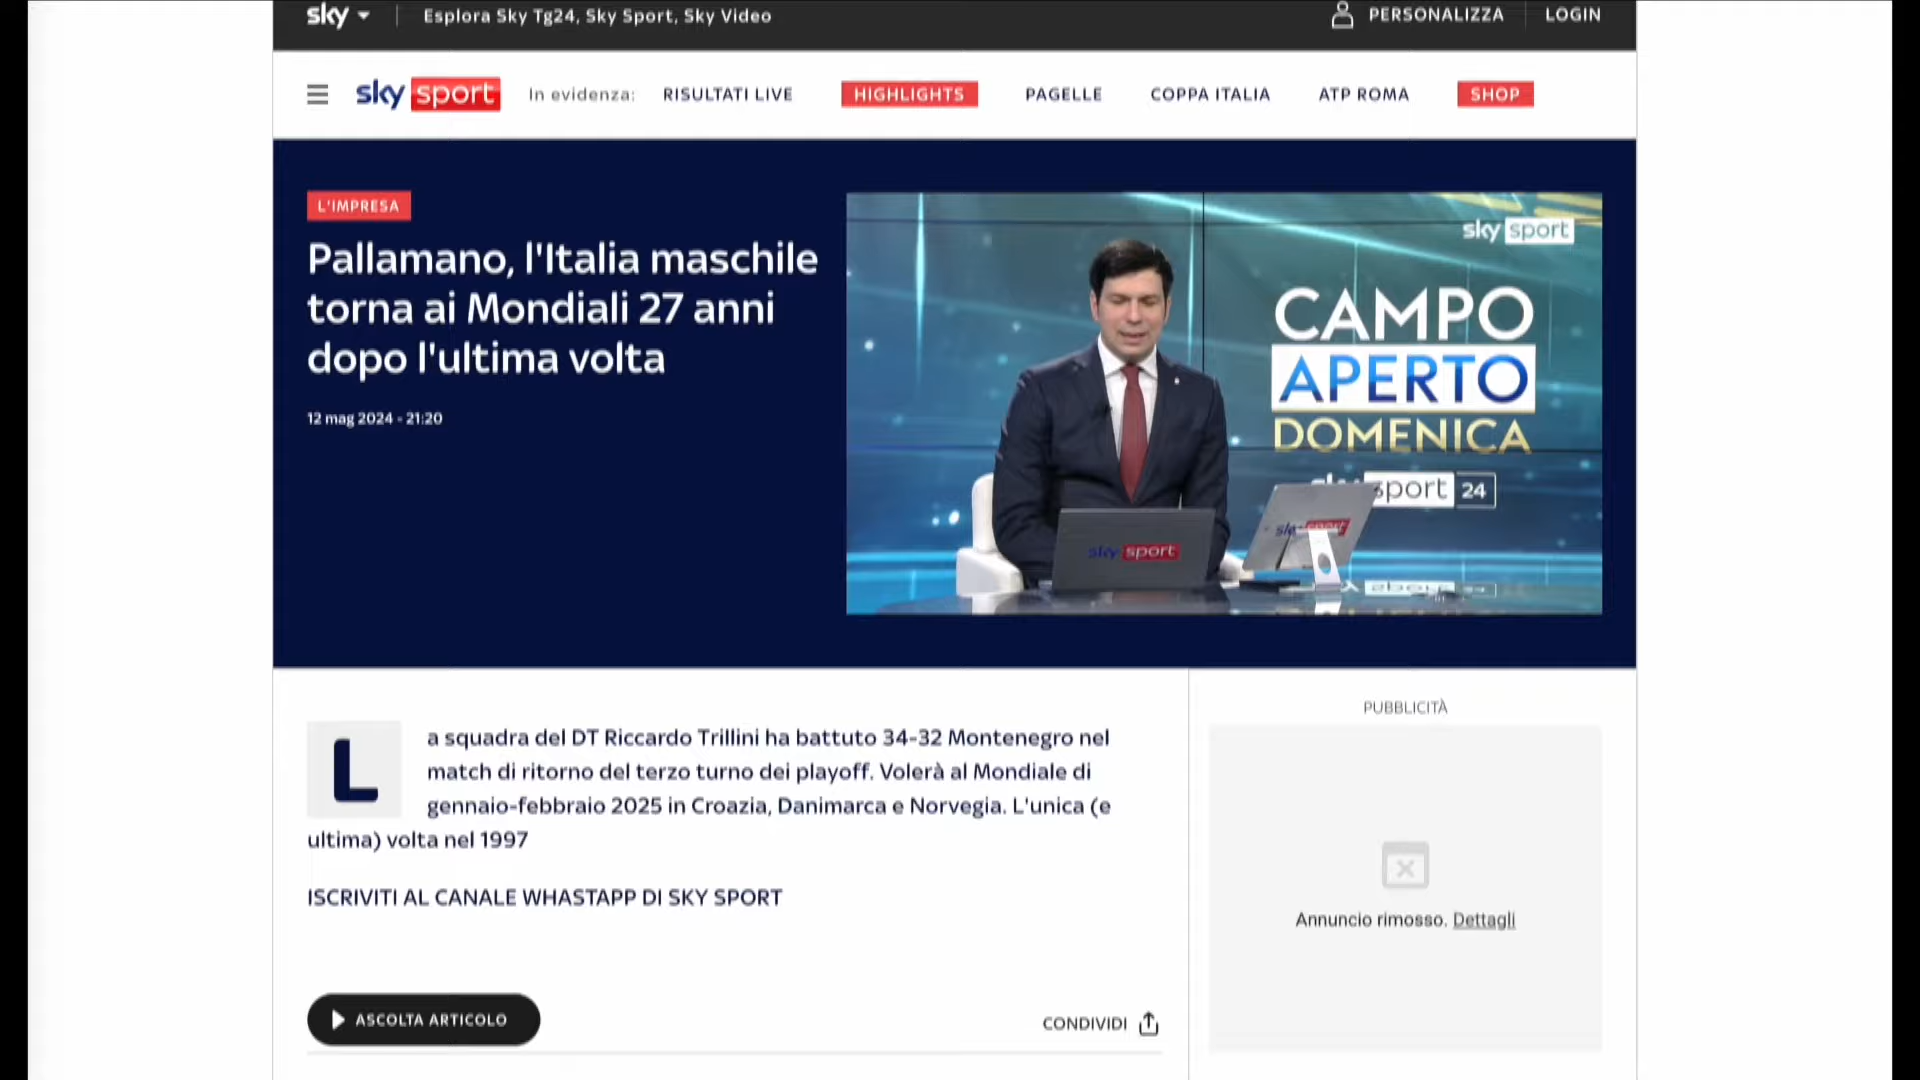 sky
Esplora Sky Tg24, Sky Sport, Sky Video
PERSONALIZZA
LOGIN
sky sport
In evidenza:
RISULTATI LIVE
HIGHLIGHTS
PAGELLE
COPPA ITALIA
ATP ROMA
SHOP
L'IMPRESA
Pallamano, l'Italia maschile
torna ai Mondiali 27 anni
dopo l'ultima volta
12 mag 2024 - 21:20
sky sport
CAMPO
APERTO
DOMENICA
sky sport 24
sky sport
sky sport
La squadra del DT Riccardo Trillini ha battuto 34-32 Montenegro nel
match di ritorno del terzo turno dei playoff. Volerà al Mondiale di
gennaio-febbraio 2025 in Croazia, Danimarca e Norvegia. L'unica (e
ultima) volta nel 1997
ISCRIVITI AL CANALE WHASTAPP DI SKY SPORT
ASCOLTA ARTICOLO
CONDIVIDI
PUBBLICITÀ
Annuncio rimosso. Dettagli